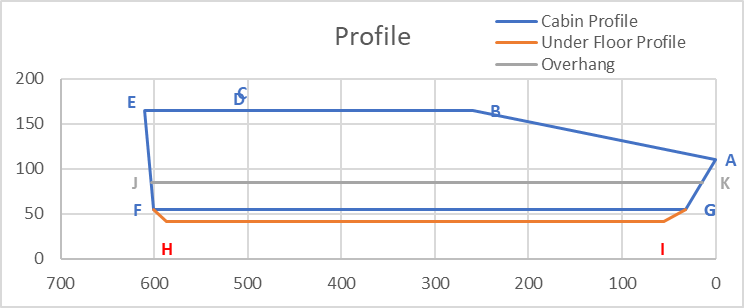 Profile
Cabin Profile
Under Floor Profile
Overhang
200
150
100
50
0
E
C
D
B
A
J
K
F
G
H
I
700
600
500
400
300
200
100
0